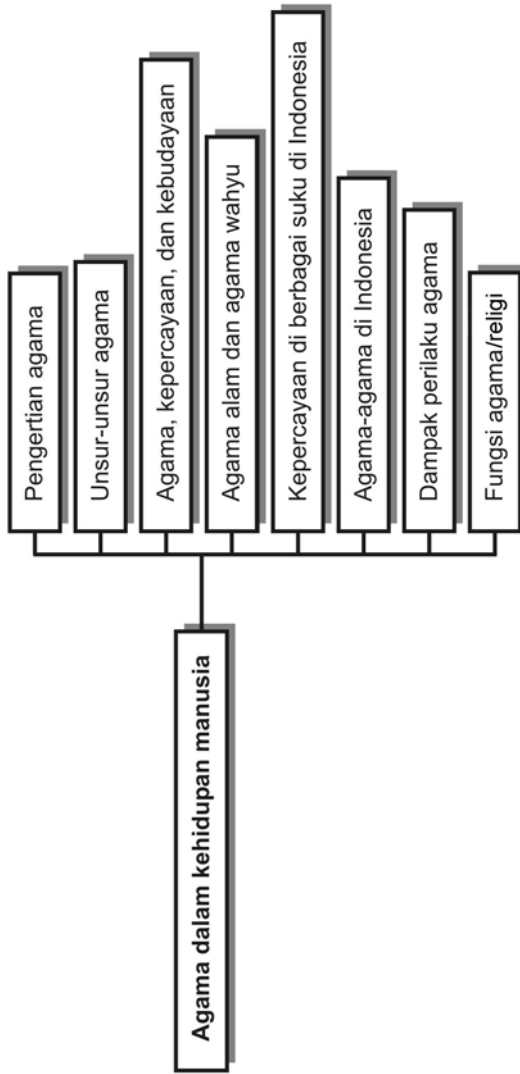 Agama dalam kehidupan manusia
Pengertian agama
Unsur-unsur agama
Agama, kepercayaan, dan kebudayaan
Agama alam dan agama wahyu
Kepercayaan di berbagai suku di Indonesia
Agama-agama di Indonesia
Dampak perilaku agama
Fungsi agama/religi